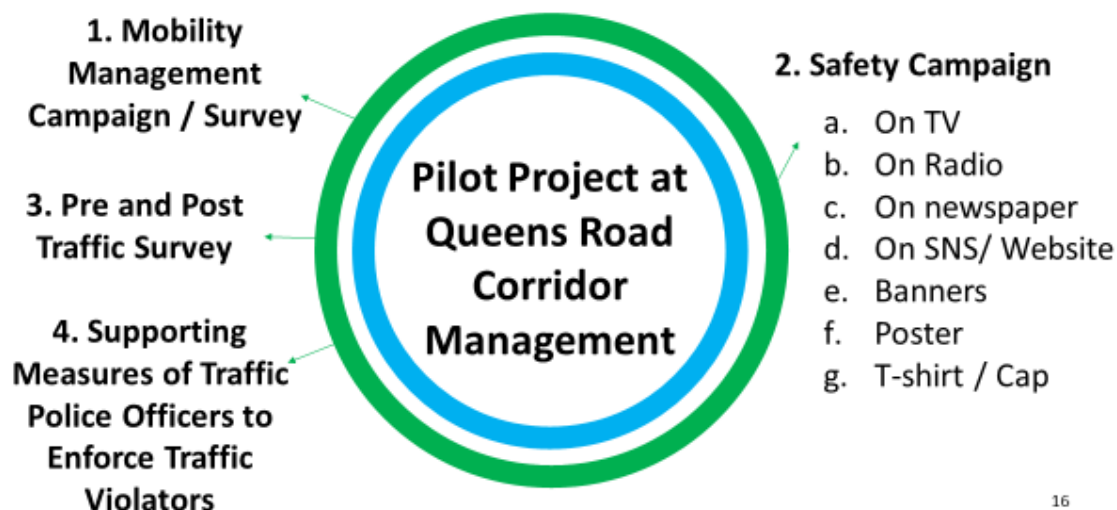 1. Mobility
Management
Campaign / Survey
2. Safety Campaign
a. On TV
b. On Radio
c. On newspaper
d. On SNS/ Website
e. Banners
f. Poster
g. T-shirt / Cap
Pilot Project at
Queens Road
Corridor
Management
3. Pre and Post
Traffic Survey
4. Supporting
Measures of Traffic
Police Officers to
Enforce Traffic
Violators
16